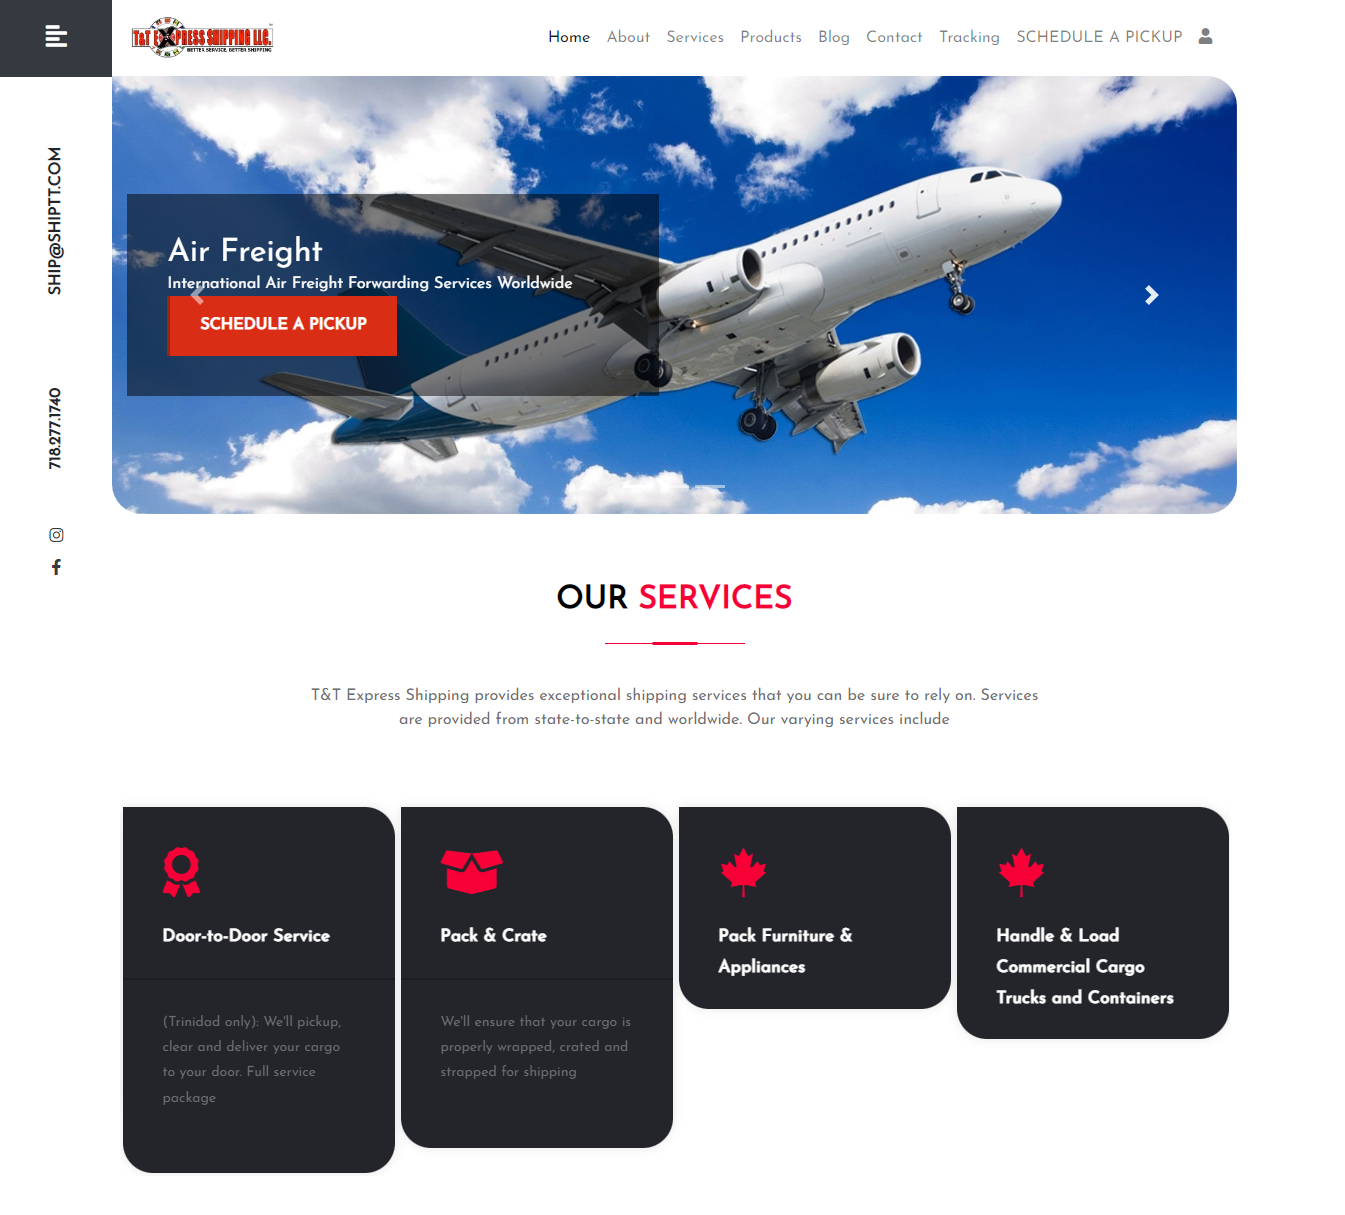 T&T EXPRESS SHIPPING LLC.
BETTER SERVICE, BETTER SHIPPING
Home About Services Products Blog Contact Tracking SCHEDULE A PICKUP
SHIP@SHIPTT.COM
718.277.1740
Air Freight
International Air Freight Forwarding Services Worldwide
SCHEDULE A PICKUP
OUR SERVICES
T&T Express Shipping provides exceptional shipping services that you can be sure to rely on. Services
are provided from state-to-state and worldwide. Our varying services include
Door-to-Door Service
(Trinidad only): We'll pickup,
clear and deliver your cargo
to your door. Full service
package
Pack & Crate
We'll ensure that your cargo is
properly wrapped, crated and
strapped for shipping
Pack Furniture &
Appliances
Handle & Load
Commercial Cargo
Trucks and Containers